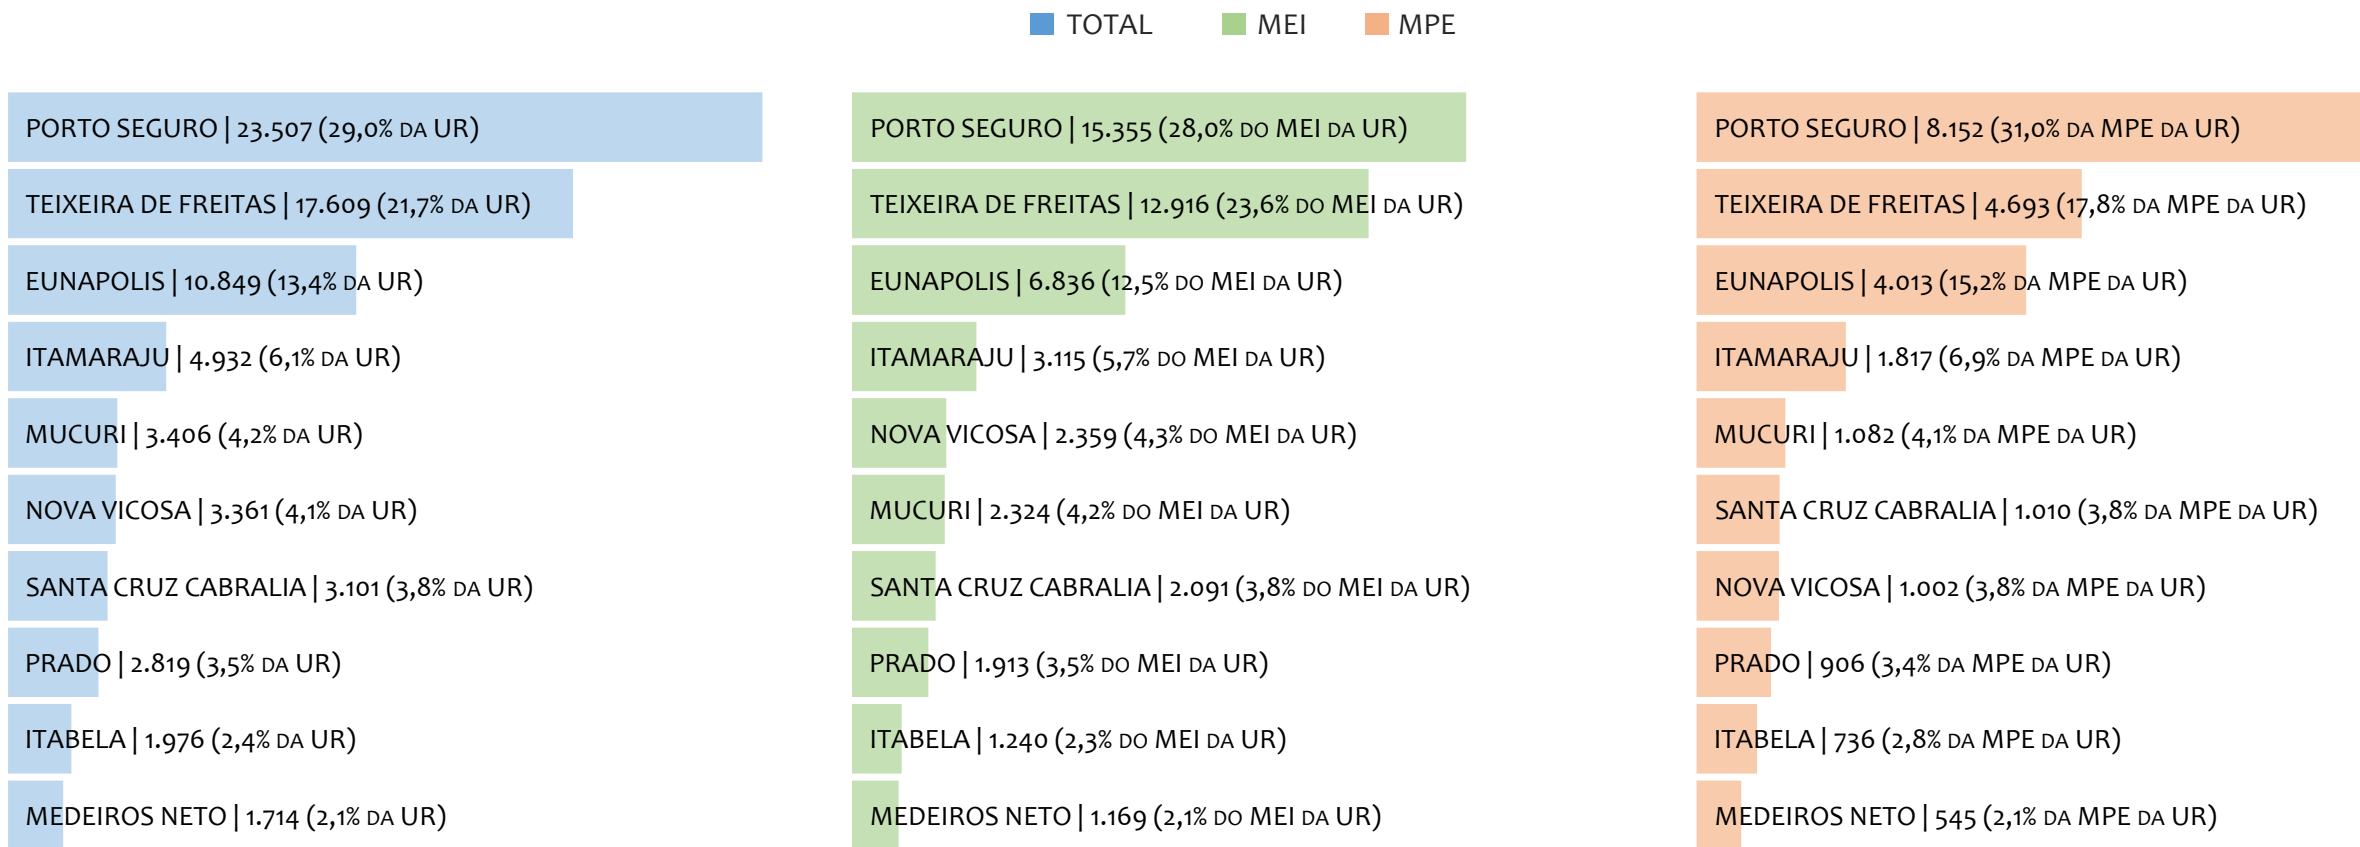 TOTAL MEI MPE
PORTO SEGURO | 23.507 (29,0% DA UR)
TEIXEIRA DE FREITAS | 17.609 (21,7% DA UR)
EUNAPOLIS | 10.849 (13,4% DA UR)
ITAMARAJU | 4.932 (6,1% DA UR)
MUCURI | 3.406 (4,2% DA UR)
NOVA VICOSA | 3.361 (4,1% DA UR)
SANTA CRUZ CABRALIA | 3.101 (3,8% DA UR)
PRADO | 2.819 (3,5% DA UR)
ITABELA | 1.976 (2,4% DA UR)
MEDEIROS NETO | 1.714 (2,1% DA UR)
PORTO SEGURO | 15.355 (28,0% DO MEI DA UR)
TEIXEIRA DE FREITAS | 12.916 (23,6% DO MEI DA UR)
EUNAPOLIS | 6.836 (12,5% DO MEI DA UR)
ITAMARAJU | 3.115 (5,7% DO MEI DA UR)
NOVA VICOSA | 2.359 (4,3% DO MEI DA UR)
MUCURI | 2.324 (4,2% DO MEI DA UR)
SANTA CRUZ CABRALIA | 2.091 (3,8% DO MEI DA UR)
PRADO | 1.913 (3,5% DO MEI DA UR)
ITABELA | 1.240 (2,3% DO MEI DA UR)
MEDEIROS NETO | 1.169 (2,1% DO MEI DA UR)
PORTO SEGURO | 8.152 (31,0% DA MPE DA UR)
TEIXEIRA DE FREITAS | 4.693 (17,8% DA MPE DA UR)
EUNAPOLIS | 4.013 (15,2% DA MPE DA UR)
ITAMARAJU | 1.817 (6,9% DA MPE DA UR)
MUCURI | 1.082 (4,1% DA MPE DA UR)
SANTA CRUZ CABRALIA | 1.010 (3,8% DA MPE DA UR)
NOVA VICOSA | 1.002 (3,8% DA MPE DA UR)
PRADO | 906 (3,4% DA MPE DA UR)
ITABELA | 736 (2,8% DA MPE DA UR)
MEDEIROS NETO | 545 (2,1% DA MPE DA UR)